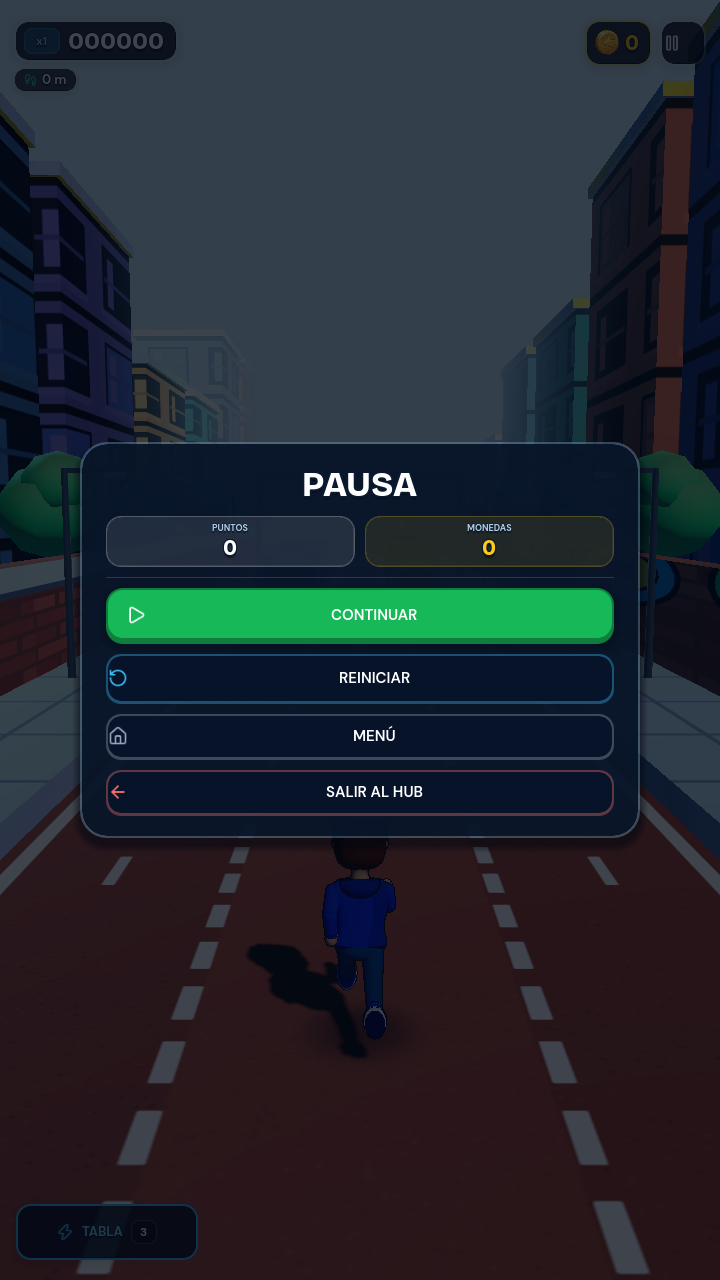 x1 000000
0
0 m
PAUSA
PUNTOS
0
MONEDAS
0
CONTINUAR
REINICIAR
MENÚ
SALIR AL HUB
TABLA 3